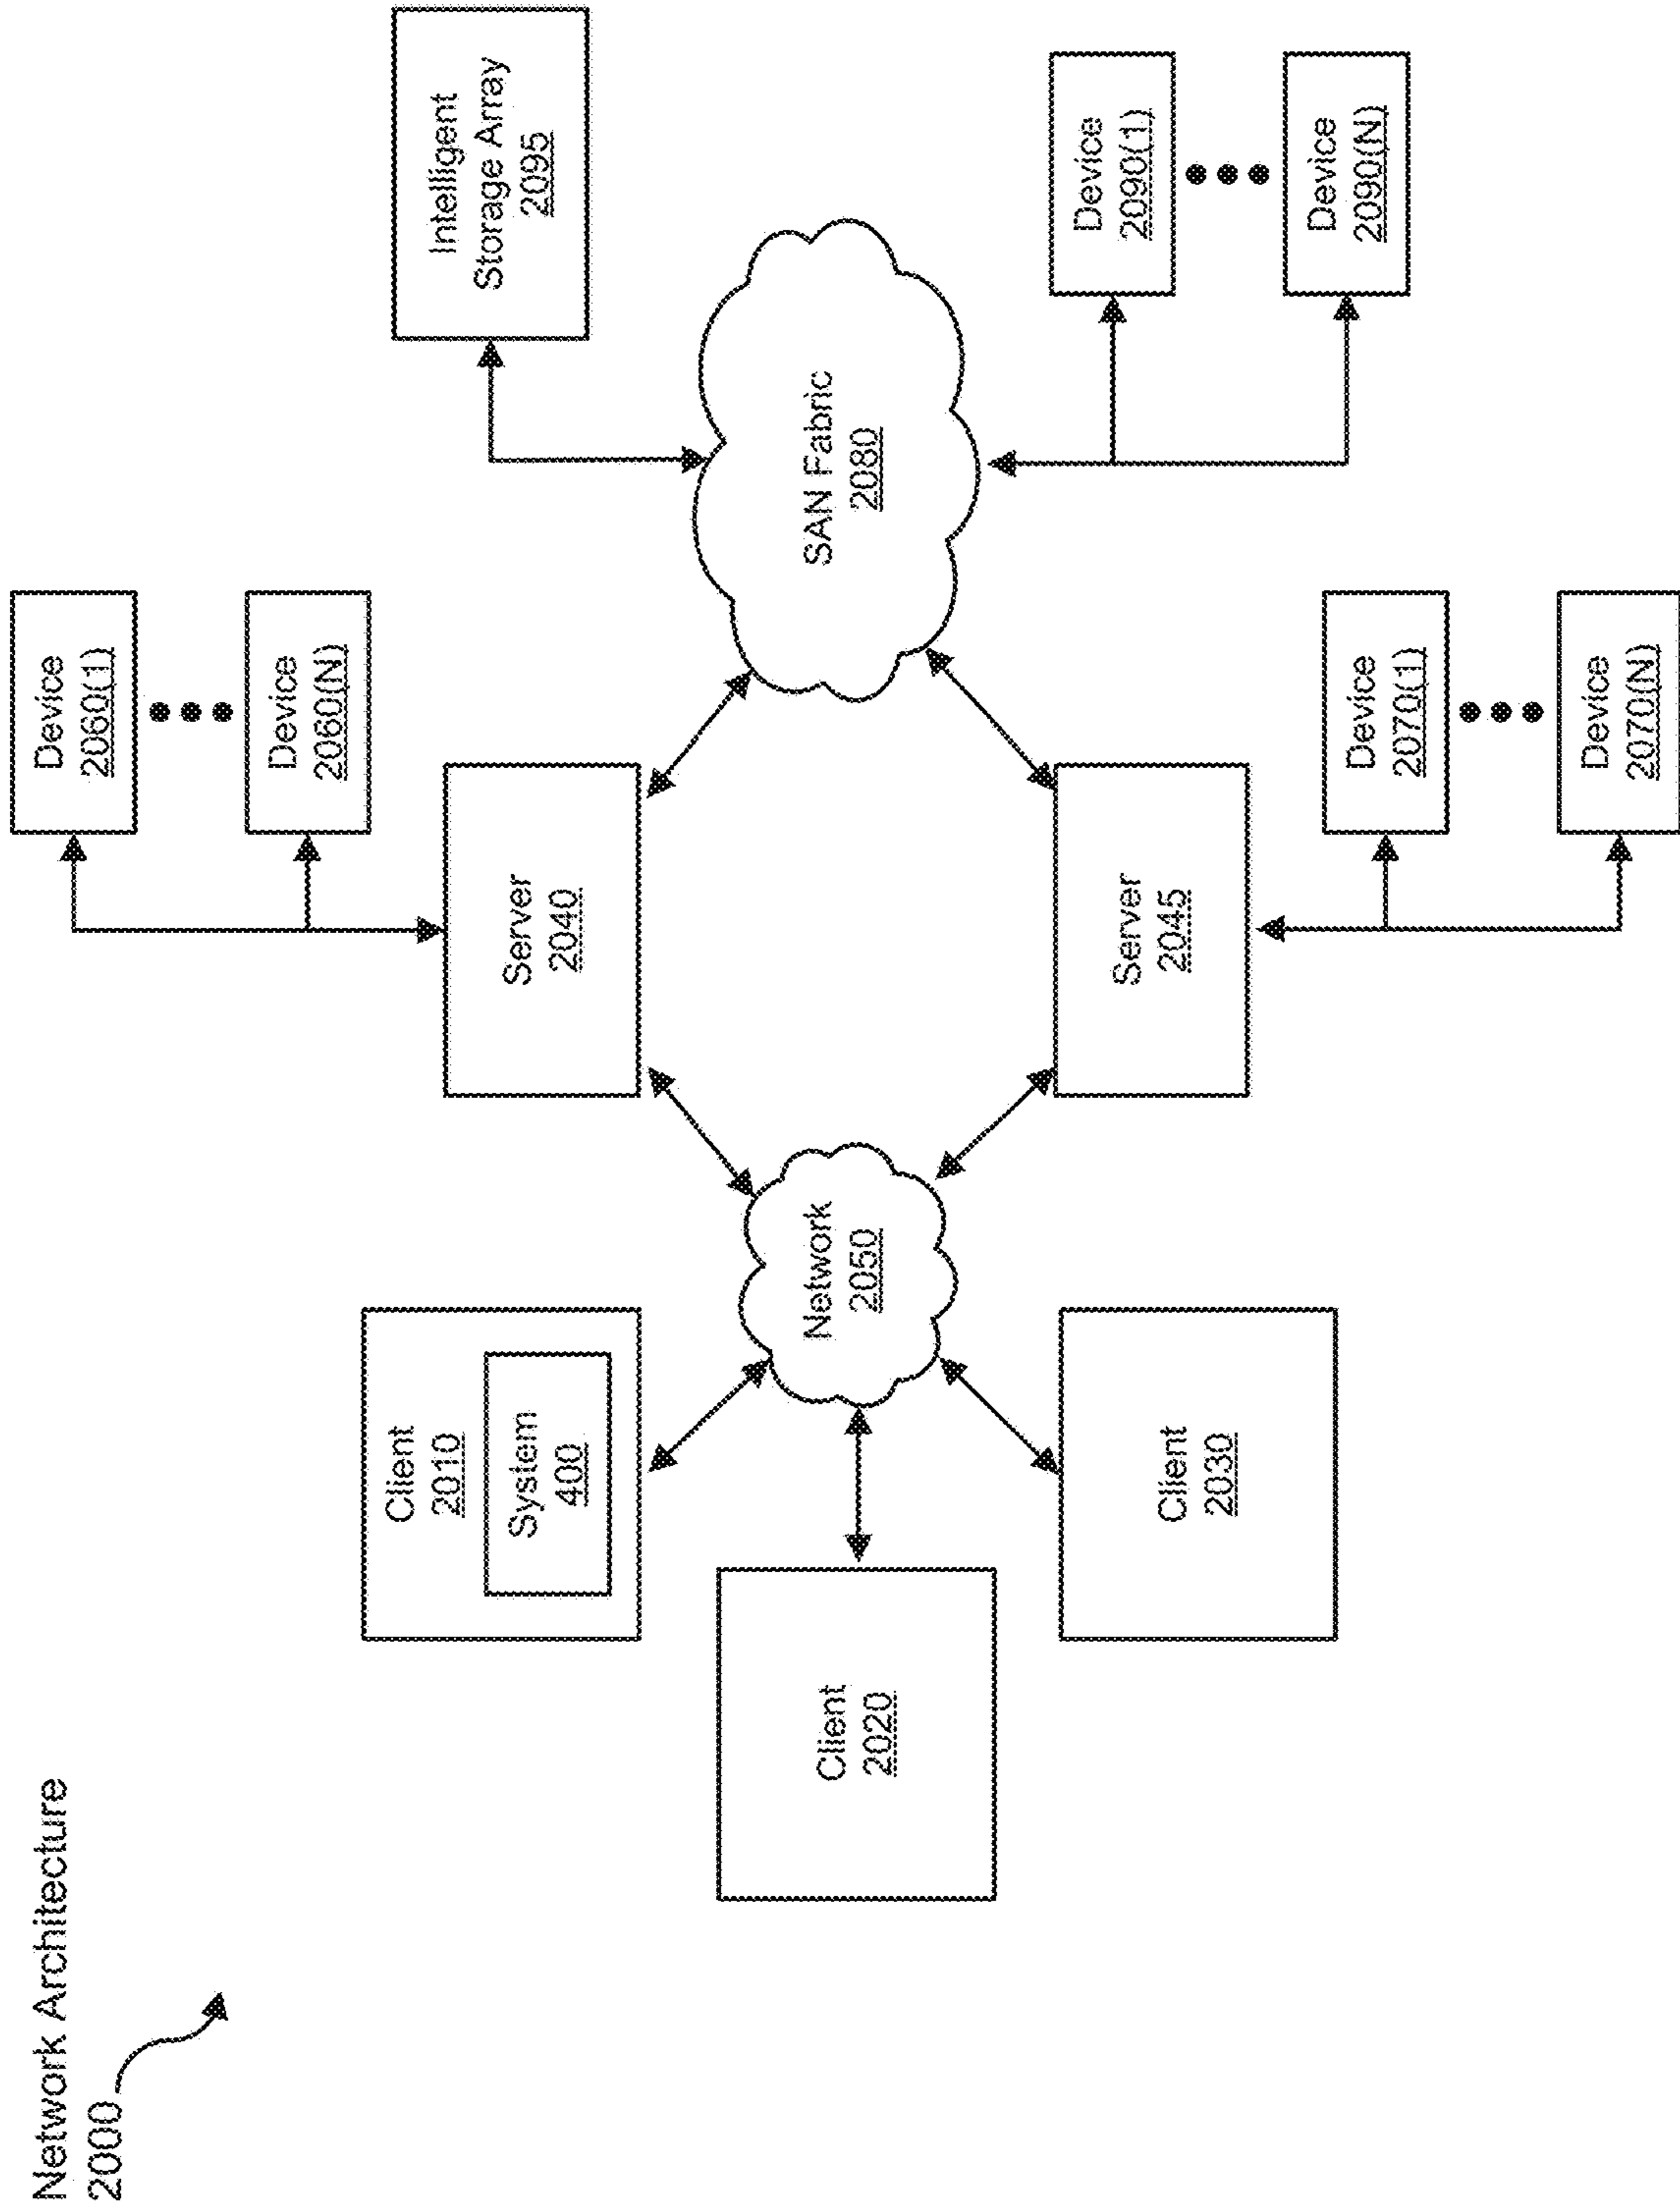 Network Architecture
2000
Device
2060(1)
Device
2060(N)
Intelligent
Storage Array
2095
Client
2010
System
400
Server
2040
Client
2020
Network
2050
SAN Fabric
2080
Client
2030
Server
2045
Device
2090(1)
Device
2090(N)
Device
2070(1)
Device
2070(N)